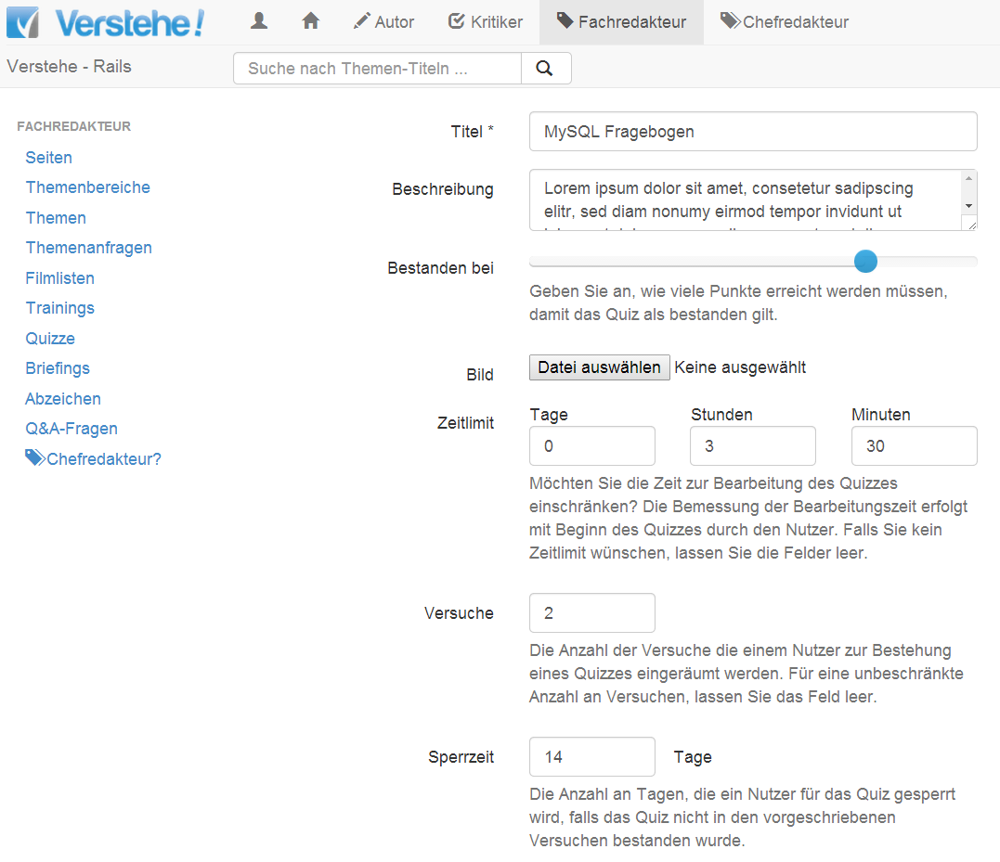 Verstehe!
Autor
Kritiker
Fachredakteur
Chefredakteur
Verstehe - Rails
Suche nach Themen-Titeln ...
FACHREDAKTEUR
Seiten
Themenbereiche
Themen
Themenanfragen
Filmlisten
Trainings
Quizze
Briefings
Abzeichen
Q&A-Fragen
Chefredakteur?
Titel *
MySQL Fragebogen
Beschreibung
Lorem ipsum dolor sit amet, consetetur sadipscing
elitr, sed diam nonumy eirmod tempor invidunt ut
Bestanden bei
Geben Sie an, wie viele Punkte erreicht werden müssen,
damit das Quiz als bestanden gilt.
Bild
Datei auswählen Keine ausgewählt
Zeitlimit
Tage
Stunden
Minuten
0
3
30
Möchten Sie die Zeit zur Bearbeitung des Quizzes
einschränken? Die Bemessung der Bearbeitungszeit erfolgt
mit Beginn des Quizzes durch den Nutzer. Falls Sie kein
Zeitlimit wünschen, lassen Sie die Felder leer.
Versuche
2
Die Anzahl der Versuche die einem Nutzer zur Bestehung
eines Quizzes eingeräumt werden. Für eine unbeschränkte
Anzahl an Versuchen, lassen Sie das Feld leer.
Sperrzeit
14
Tage
Die Anzahl an Tagen, die ein Nutzer für das Quiz gesperrt
wird, falls das Quiz nicht in den vorgeschriebenen
Versuchen bestanden wurde.